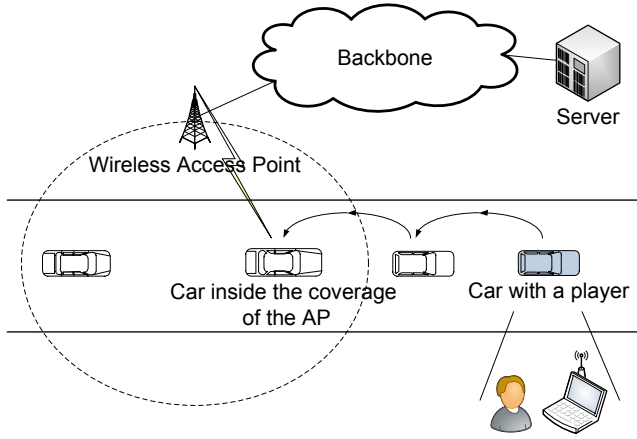 Backbone
Server
Wireless Access Point
Car inside the coverage
of the AP
Car with a player